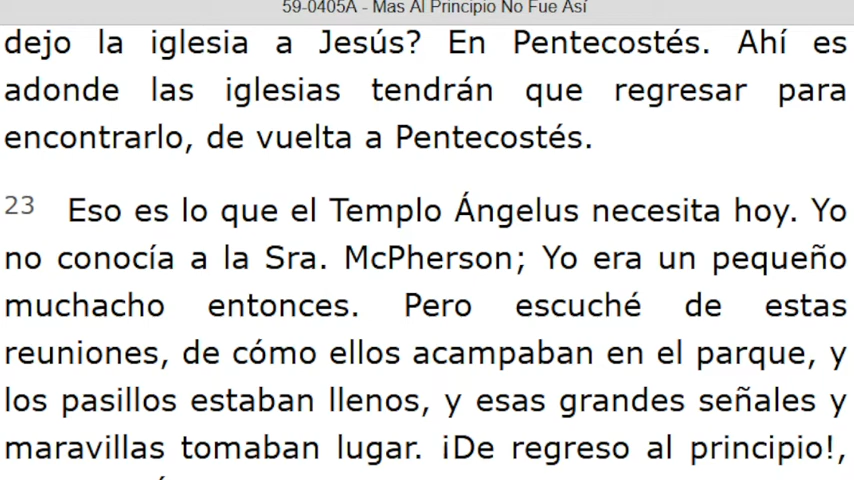 59-0405A - Mas Al Principio No Fue Así
dejo la iglesia a Jesús? En Pentecostés. Ahí es
adonde las iglesias tendrán que regresar para
encontrarlo, de vuelta a Pentecostés.
23 Eso es lo que el Templo Ángelus necesita hoy. Yo
no conocía a la Sra. McPherson; Yo era un pequeño
muchacho entonces. Pero escuché de estas
reuniones, de cómo ellos acampaban en el parque, y
los pasillos estaban llenos, y esas grandes señales y
maravillas tomaban lugar. ¡De regreso al principio!,